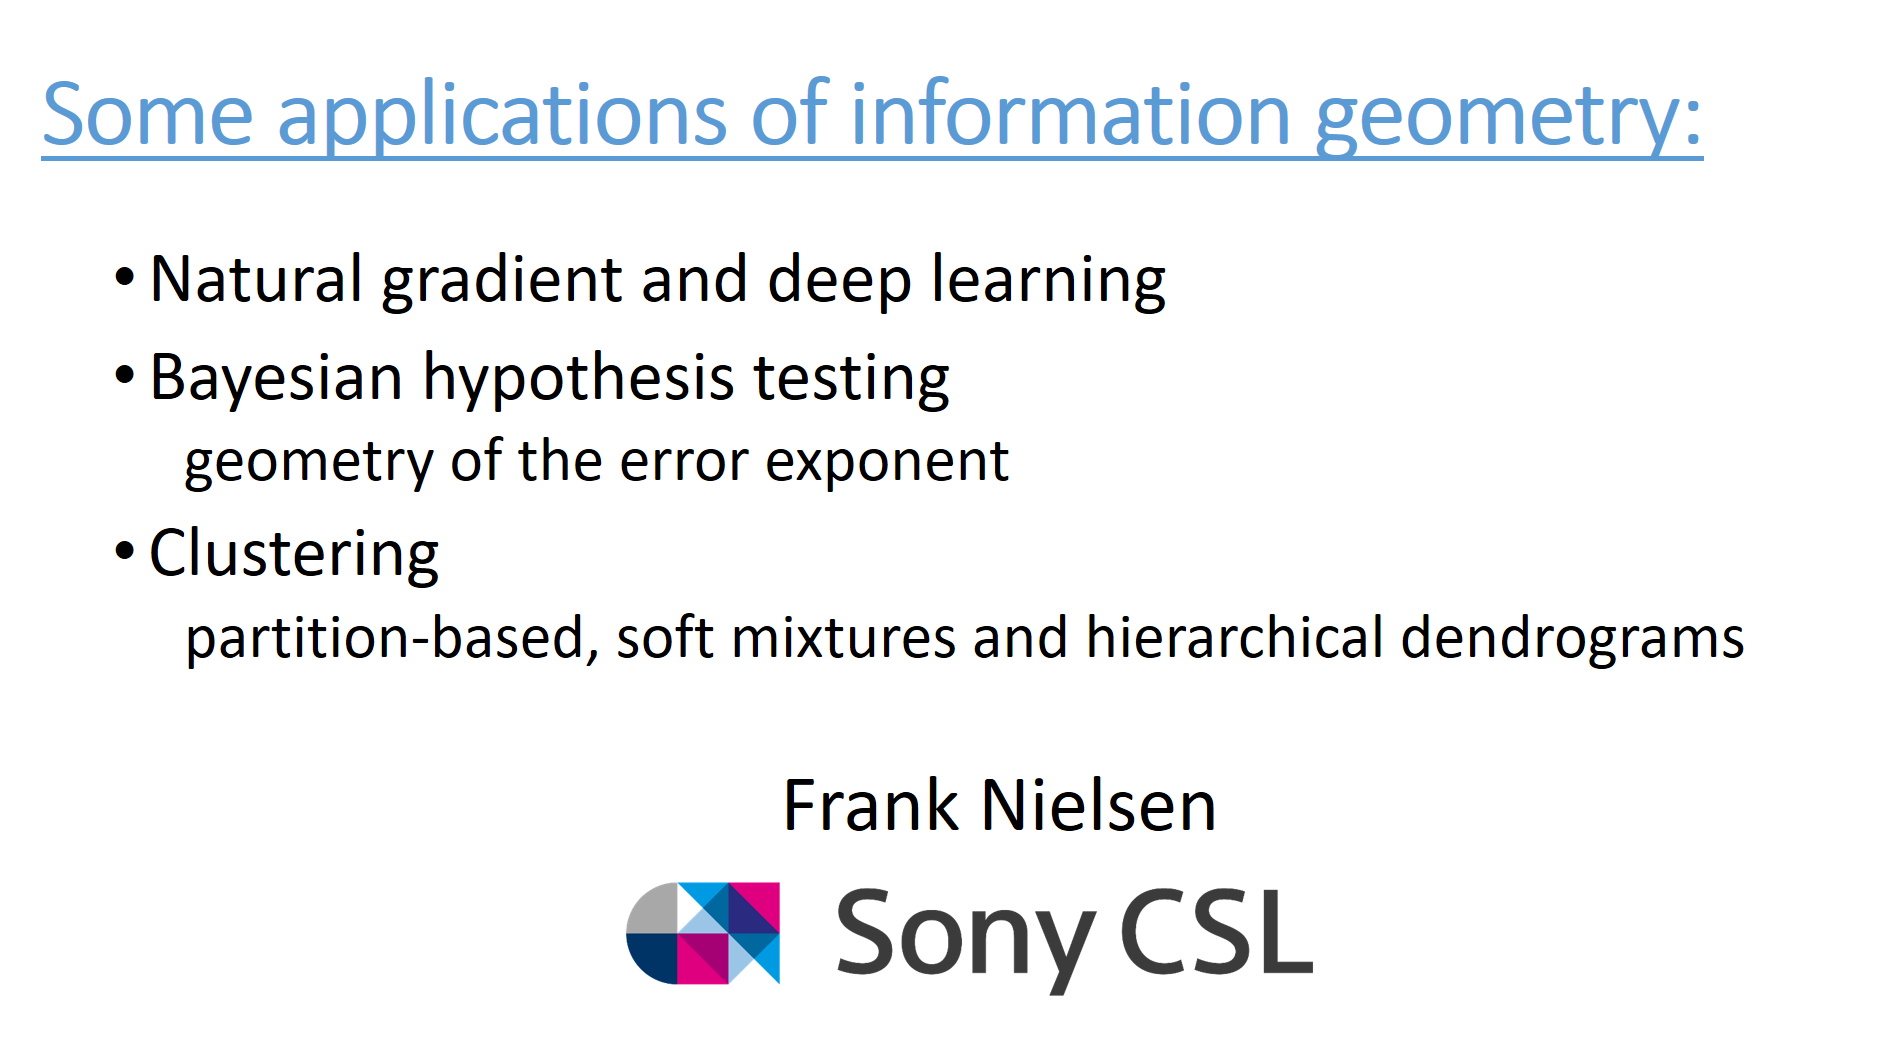 Some applications of information geometry:
• Natural gradient and deep learning
• Bayesian hypothesis testing
geometry of the error exponent
• Clustering
partition-based, soft mixtures and hierarchical dendrograms
Frank Nielsen
Sony CSL